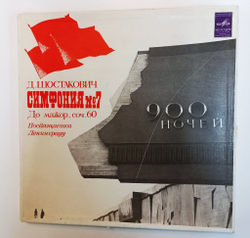 Д. ШОСТАКОВИЧ
СИМФОНИЯ №7
До мажор, соч. 60
Посвящается
Ленинграду
900
НОЧЕЙ